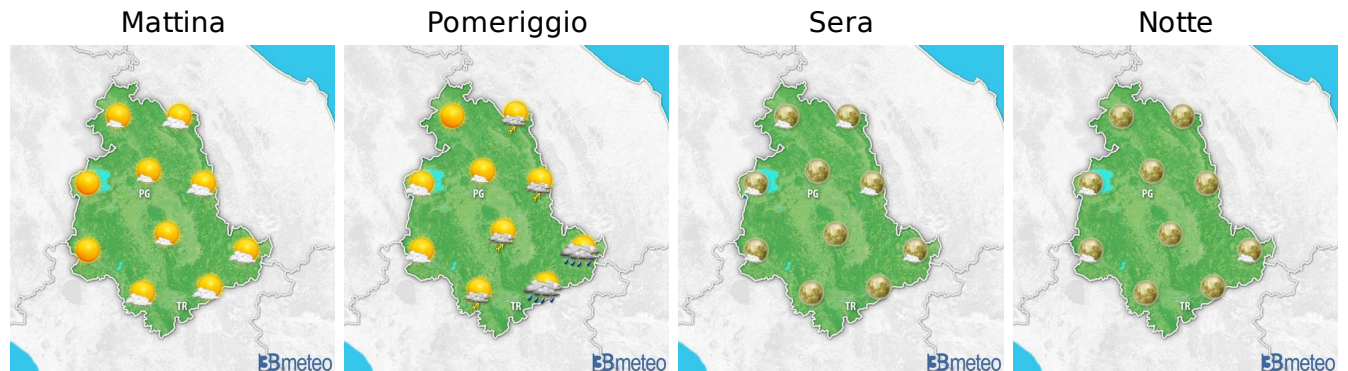 Mattina
Pomeriggio
Sera
Notte
PG
TR
3Bmeteo
PG
TR
3Bmeteo
PG
TR
3Bmeteo
PG
TR
3Bmeteo